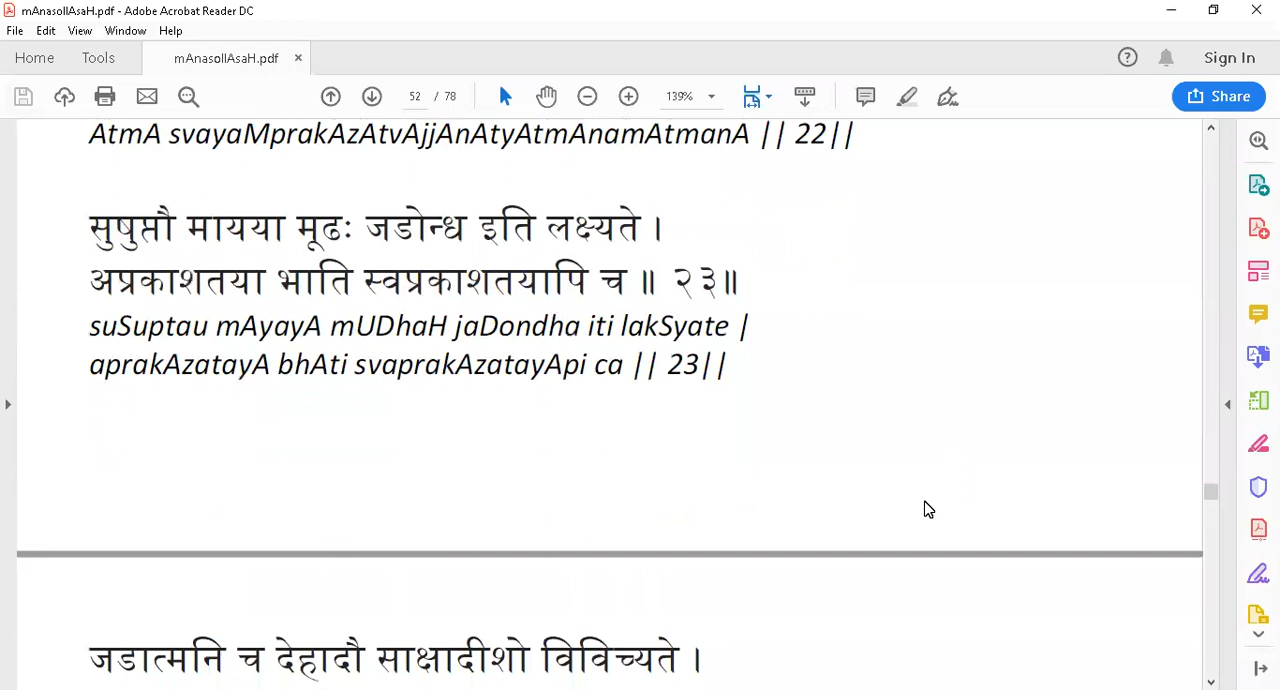 mAnasollAsaH.pdf - Adobe Acrobat Reader DC
File Edit View Window Help
Home Tools mAnasollAsaH.pdf × Sign In
52 / 78 139% Share
AtmA svayaMprakAzAtvAjjAnAtyAtmAnamAtmanA || 22||
सुषुप्तौ मायया मूढः जडोन्ध इति लक्ष्यते ।
अप्रकाशतया भाति स्वप्रकाशतयापि च ॥ २३॥
suSuptau mAyayA mUDhaH jaDondha iti lakSyate |
aprakAzatayA bhAti svaprakAzatayApi ca || 23||
जडात्मनि च देहादौ साक्षादीशो विविच्यते ।